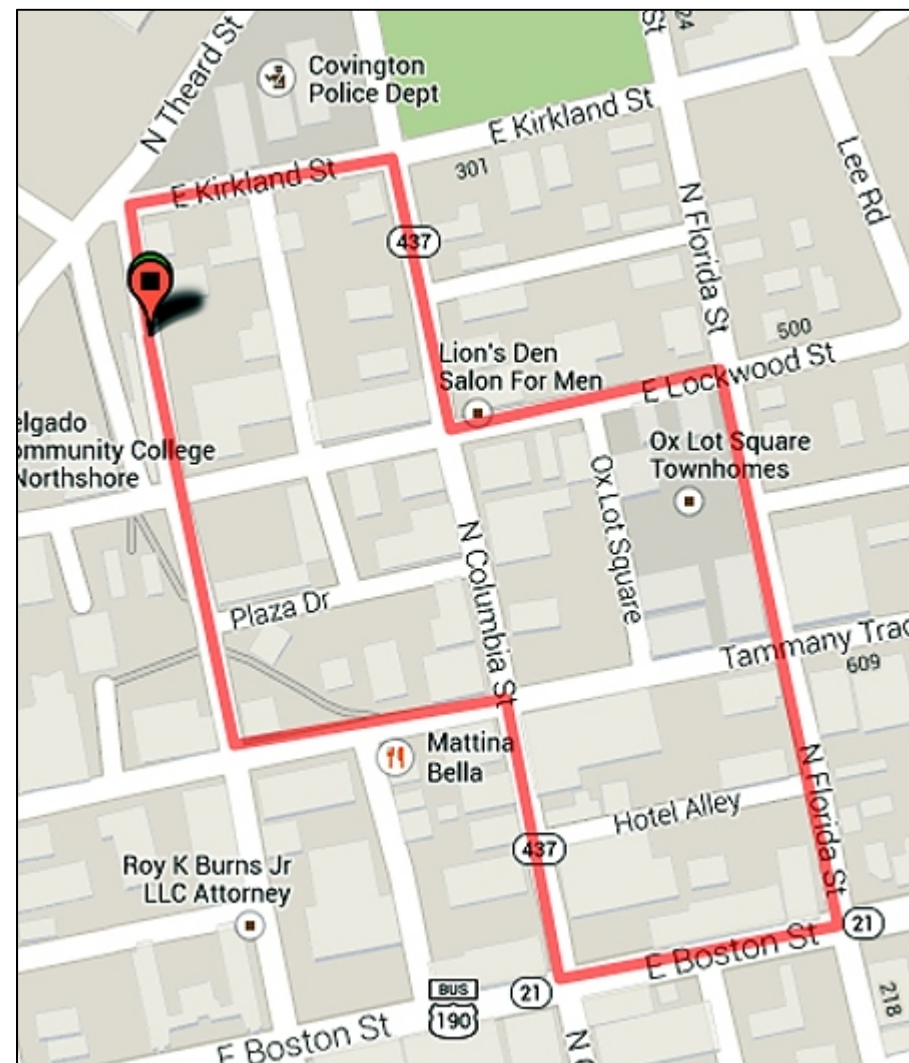 St
24
N Theard St
Covington
Police Dept
E Kirkland St
E Kirkland St
301
Lee Rd
N Florida St
437
500
Lion's Den
Salon For Men
E Lockwood St
elgado
ommunity College
Northshore
Ox Lot Square
Townhomes
Ox Lot Square
N Columbia St
Plaza Dr
Tammany Trac
609
Mattina
Bella
N Florida St
Hotel Alley
437
Roy K Burns Jr
LLC Attorney
21
E Boston St
BUS
190
21
218
E Boston St
N